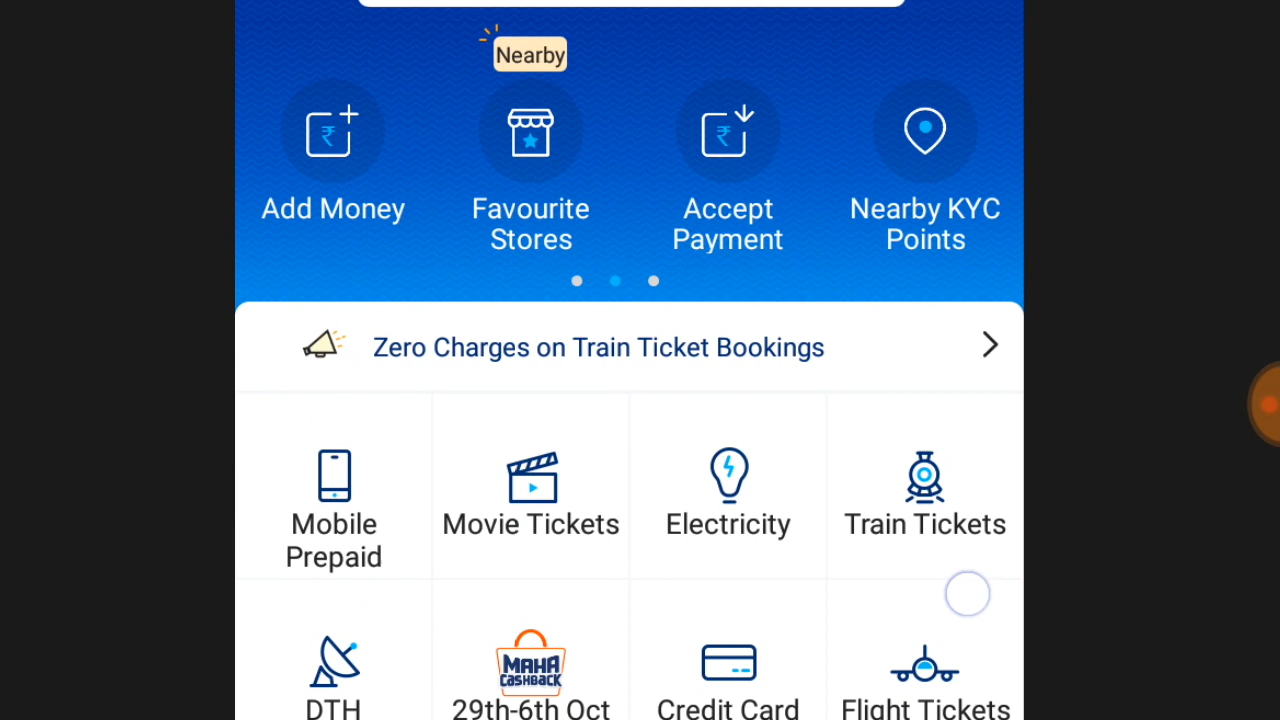 Nearby
Add Money
Favourite
Stores
Accept
Payment
Nearby KYC
Points
Zero Charges on Train Ticket Bookings
Mobile
Prepaid
Movie Tickets
Electricity
Train Tickets
DTH
MAHA
CASHBACK
29th-6th Oct
Credit Card
Flight Tickets